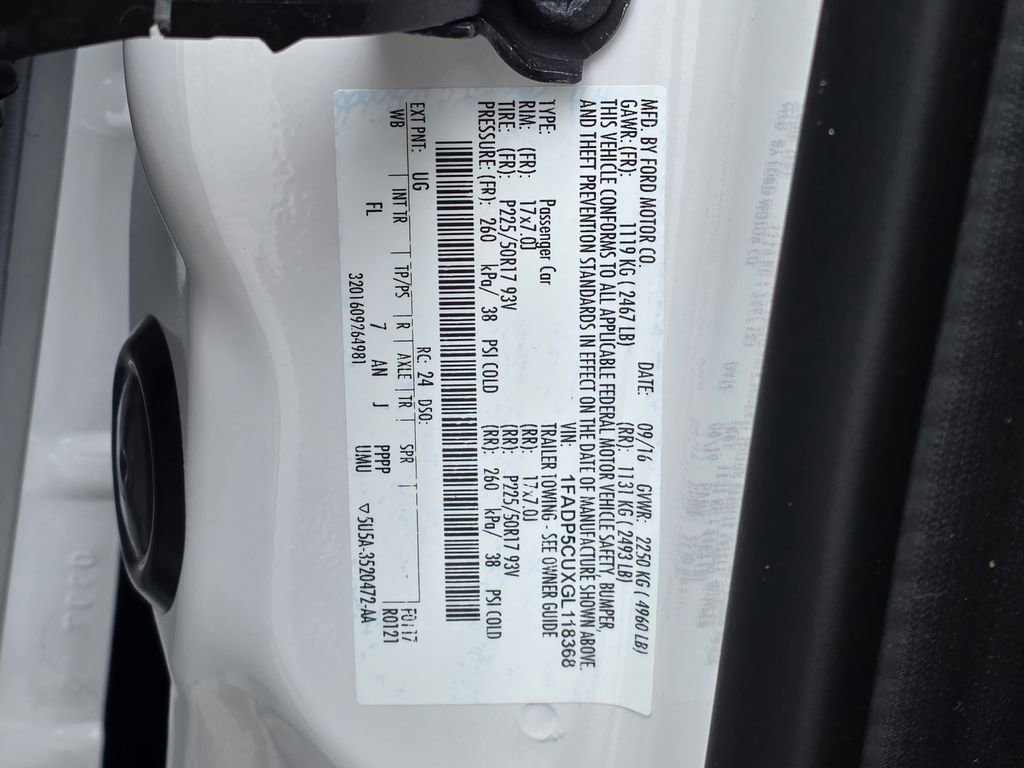 MFD. BY FORD MOTOR CO.
DATE: 09/16 GVWR: 2250 KG ( 4960 LB)
GAWR: (FR): 1119 KG ( 2467 LB) (RR): 1131 KG ( 2493 LB)
THIS VEHICLE CONFORMS TO ALL APPLICABLE FEDERAL MOTOR VEHICLE SAFETY, BUMPER,
AND THEFT PREVENTION STANDARDS IN EFFECT ON THE DATE OF MANUFACTURE SHOWN ABOVE.
VIN: 1FADP5CUXGL118368
TYPE: Passenger Car TRAILER TOWING - SEE OWNER GUIDE
RIM: (FR): 17x7.0J (RR): 17x7.0J
TIRE: (FR): P225/50R17 93V (RR): P225/50R17 93V
PRESSURE: (FR): 260 kPa/ 38 PSI COLD (RR): 260 kPa/ 38 PSI COLD
EXT PNT: UG RC: 24 DSO: F0117
WB INT TR TP/PS R AXLE TR SPR R0121
FL 7 AN J PPPP
3201609264981 UMU ▽5U5A-3520472-AA